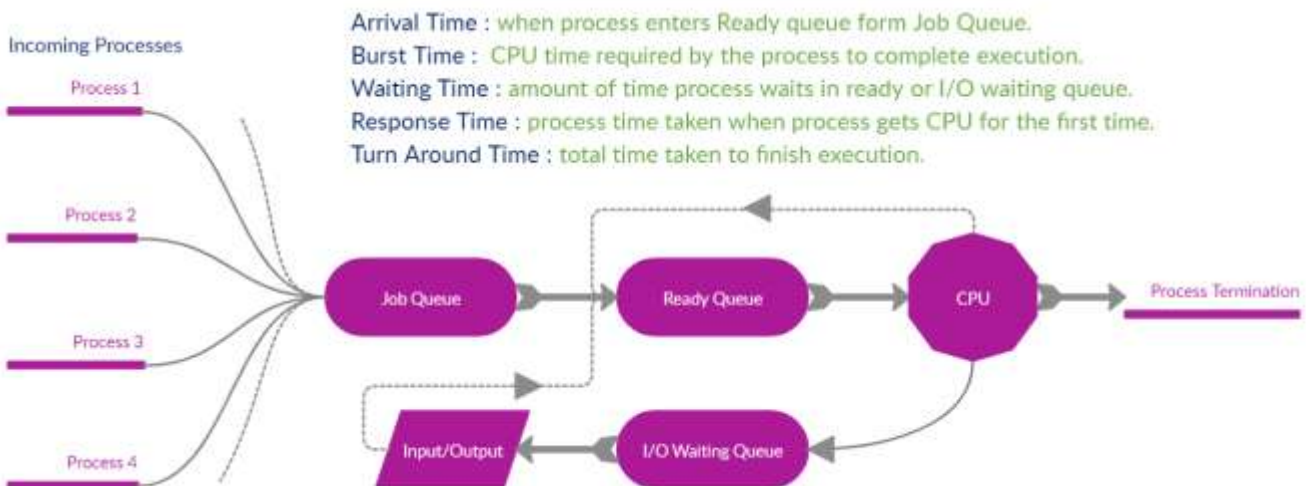 Arrival Time : when process enters Ready queue form Job Queue.
Burst Time : CPU time required by the process to complete execution.
Waiting Time : amount of time process waits in ready or I/O waiting queue.
Response Time : process time taken when process gets CPU for the first time.
Turn Around Time : total time taken to finish execution.
Incoming Processes
Process 1
Process 2
Process 3
Process 4
Job Queue
Ready Queue
CPU
Process Termination
Input/Output
I/O Waiting Queue